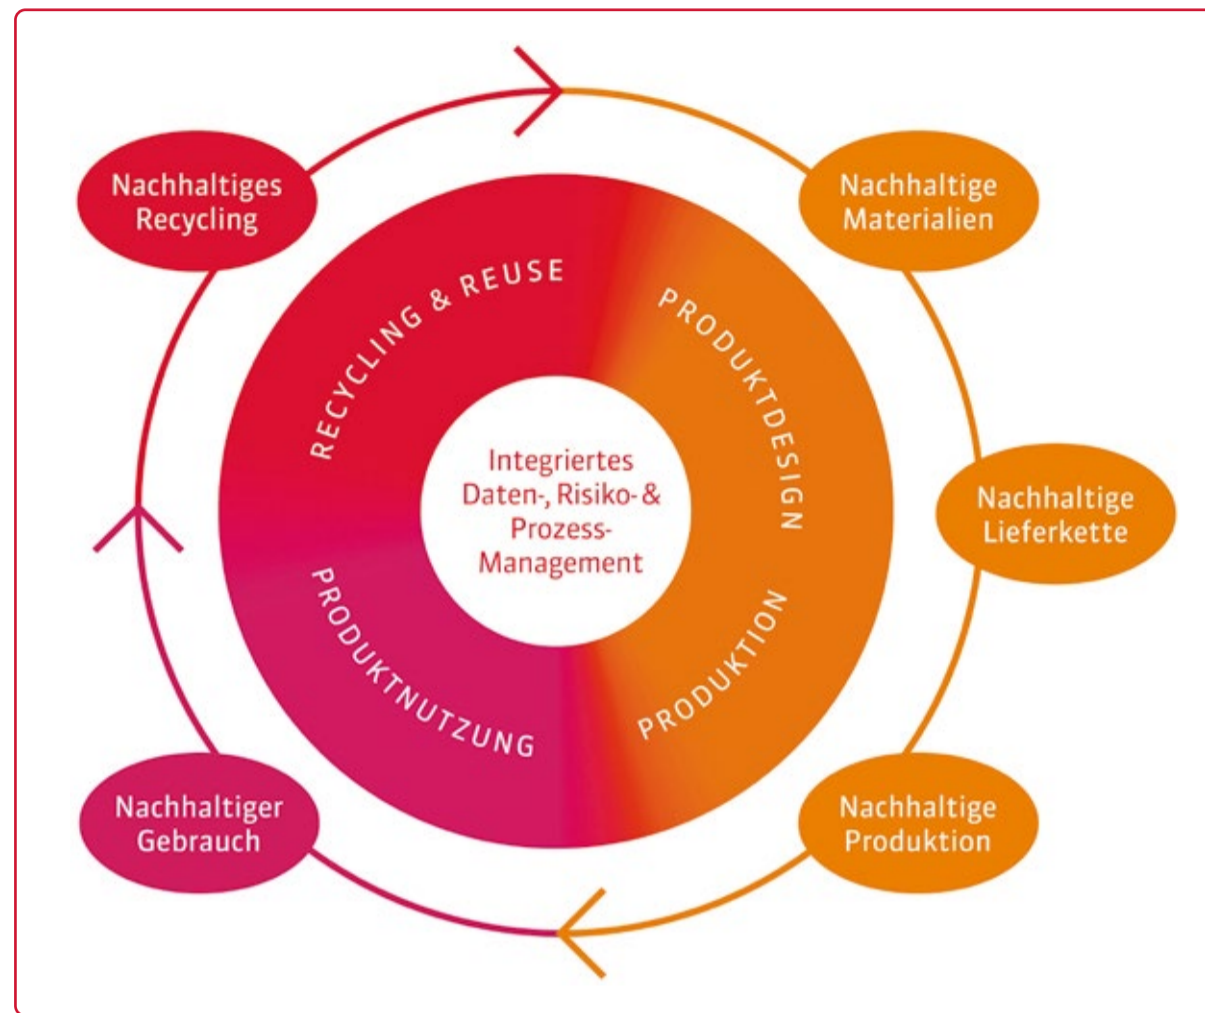 Nachhaltiges
Recycling
Nachhaltige
Materialien
RECYCLING & REUSE
PRODUKTDESIGN
Integriertes
Daten-, Risiko- &
Prozess-
Management
Nachhaltige
Lieferkette
PRODUKTNUTZUNG
PRODUKTION
Nachhaltiger
Gebrauch
Nachhaltige
Produktion